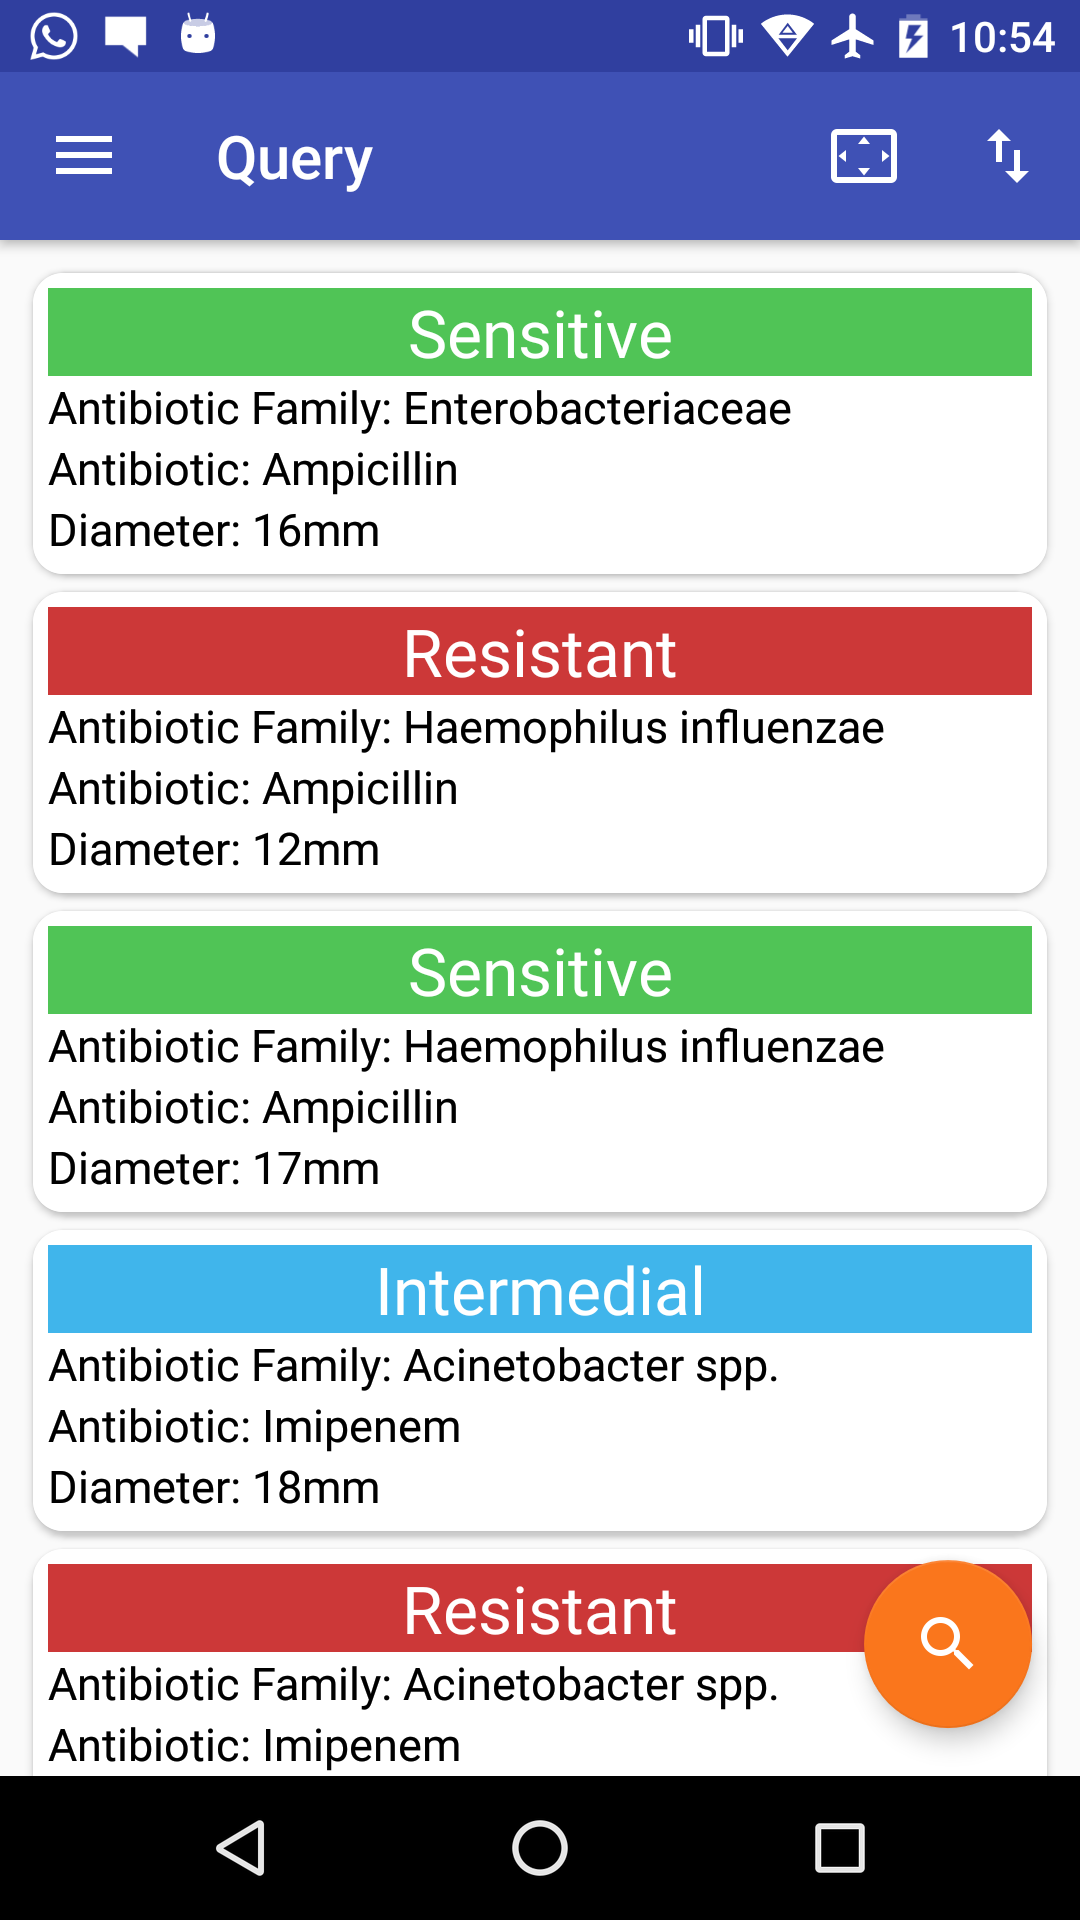 10:54
Query
Sensitive
Antibiotic Family: Enterobacteriaceae
Antibiotic: Ampicillin
Diameter: 16mm
Resistant
Antibiotic Family: Haemophilus influenzae
Antibiotic: Ampicillin
Diameter: 12mm
Sensitive
Antibiotic Family: Haemophilus influenzae
Antibiotic: Ampicillin
Diameter: 17mm
Intermedial
Antibiotic Family: Acinetobacter spp.
Antibiotic: Imipenem
Diameter: 18mm
Resistant
Antibiotic Family: Acinetobacter spp.
Antibiotic: Imipenem